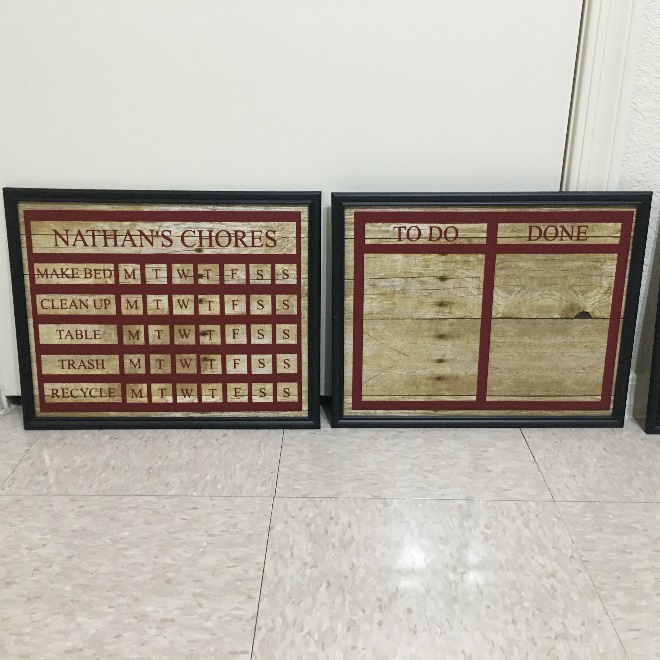 NATHAN'S CHORES
MAKE BED M T W T F S S
CLEAN UP M T W T F S S
TABLE M T W T F S S
TRASH M T W T F S S
RECYCLE M T W T F S S
TO DO DONE